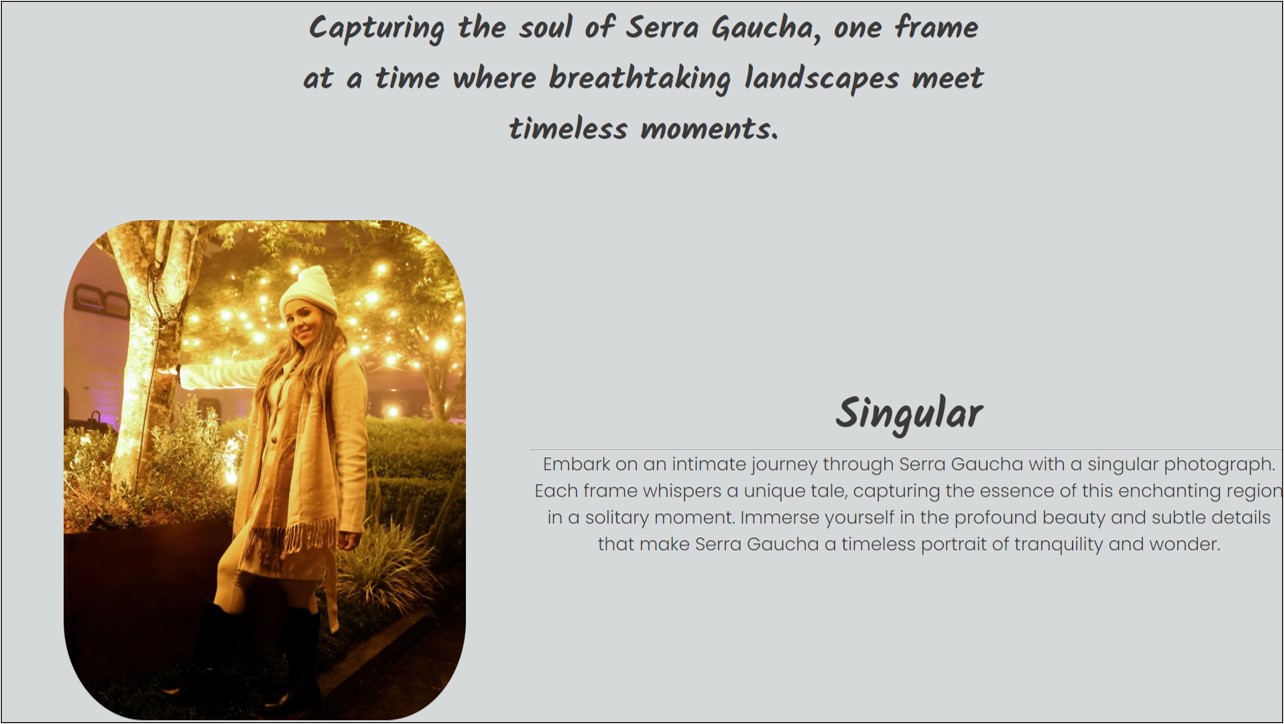 Capturing the soul of Serra Gaucha, one frame
at a time where breathtaking landscapes meet
timeless moments.
Singular
Embark on an intimate journey through Serra Gaucha with a singular photograph.
Each frame whispers a unique tale, capturing the essence of this enchanting region
in a solitary moment. Immerse yourself in the profound beauty and subtle details
that make Serra Gaucha a timeless portrait of tranquility and wonder.